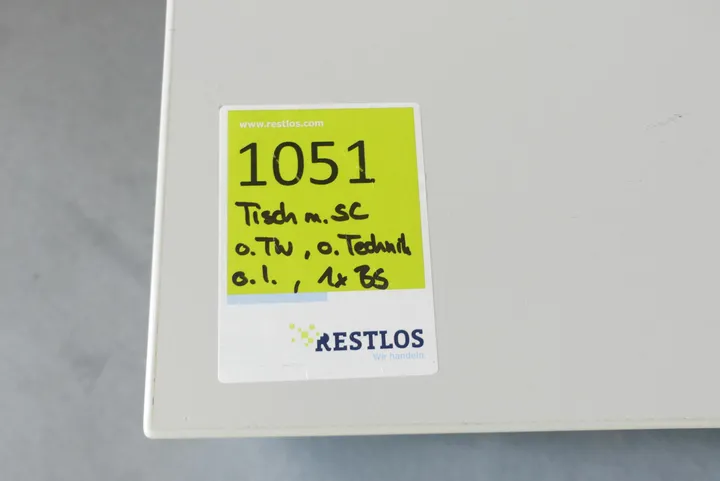 www.restlos.com
1051
Tisch m. SC
o. TW, o. Technik
o. I. , 1x BS
RESTLOS
Wir handeln